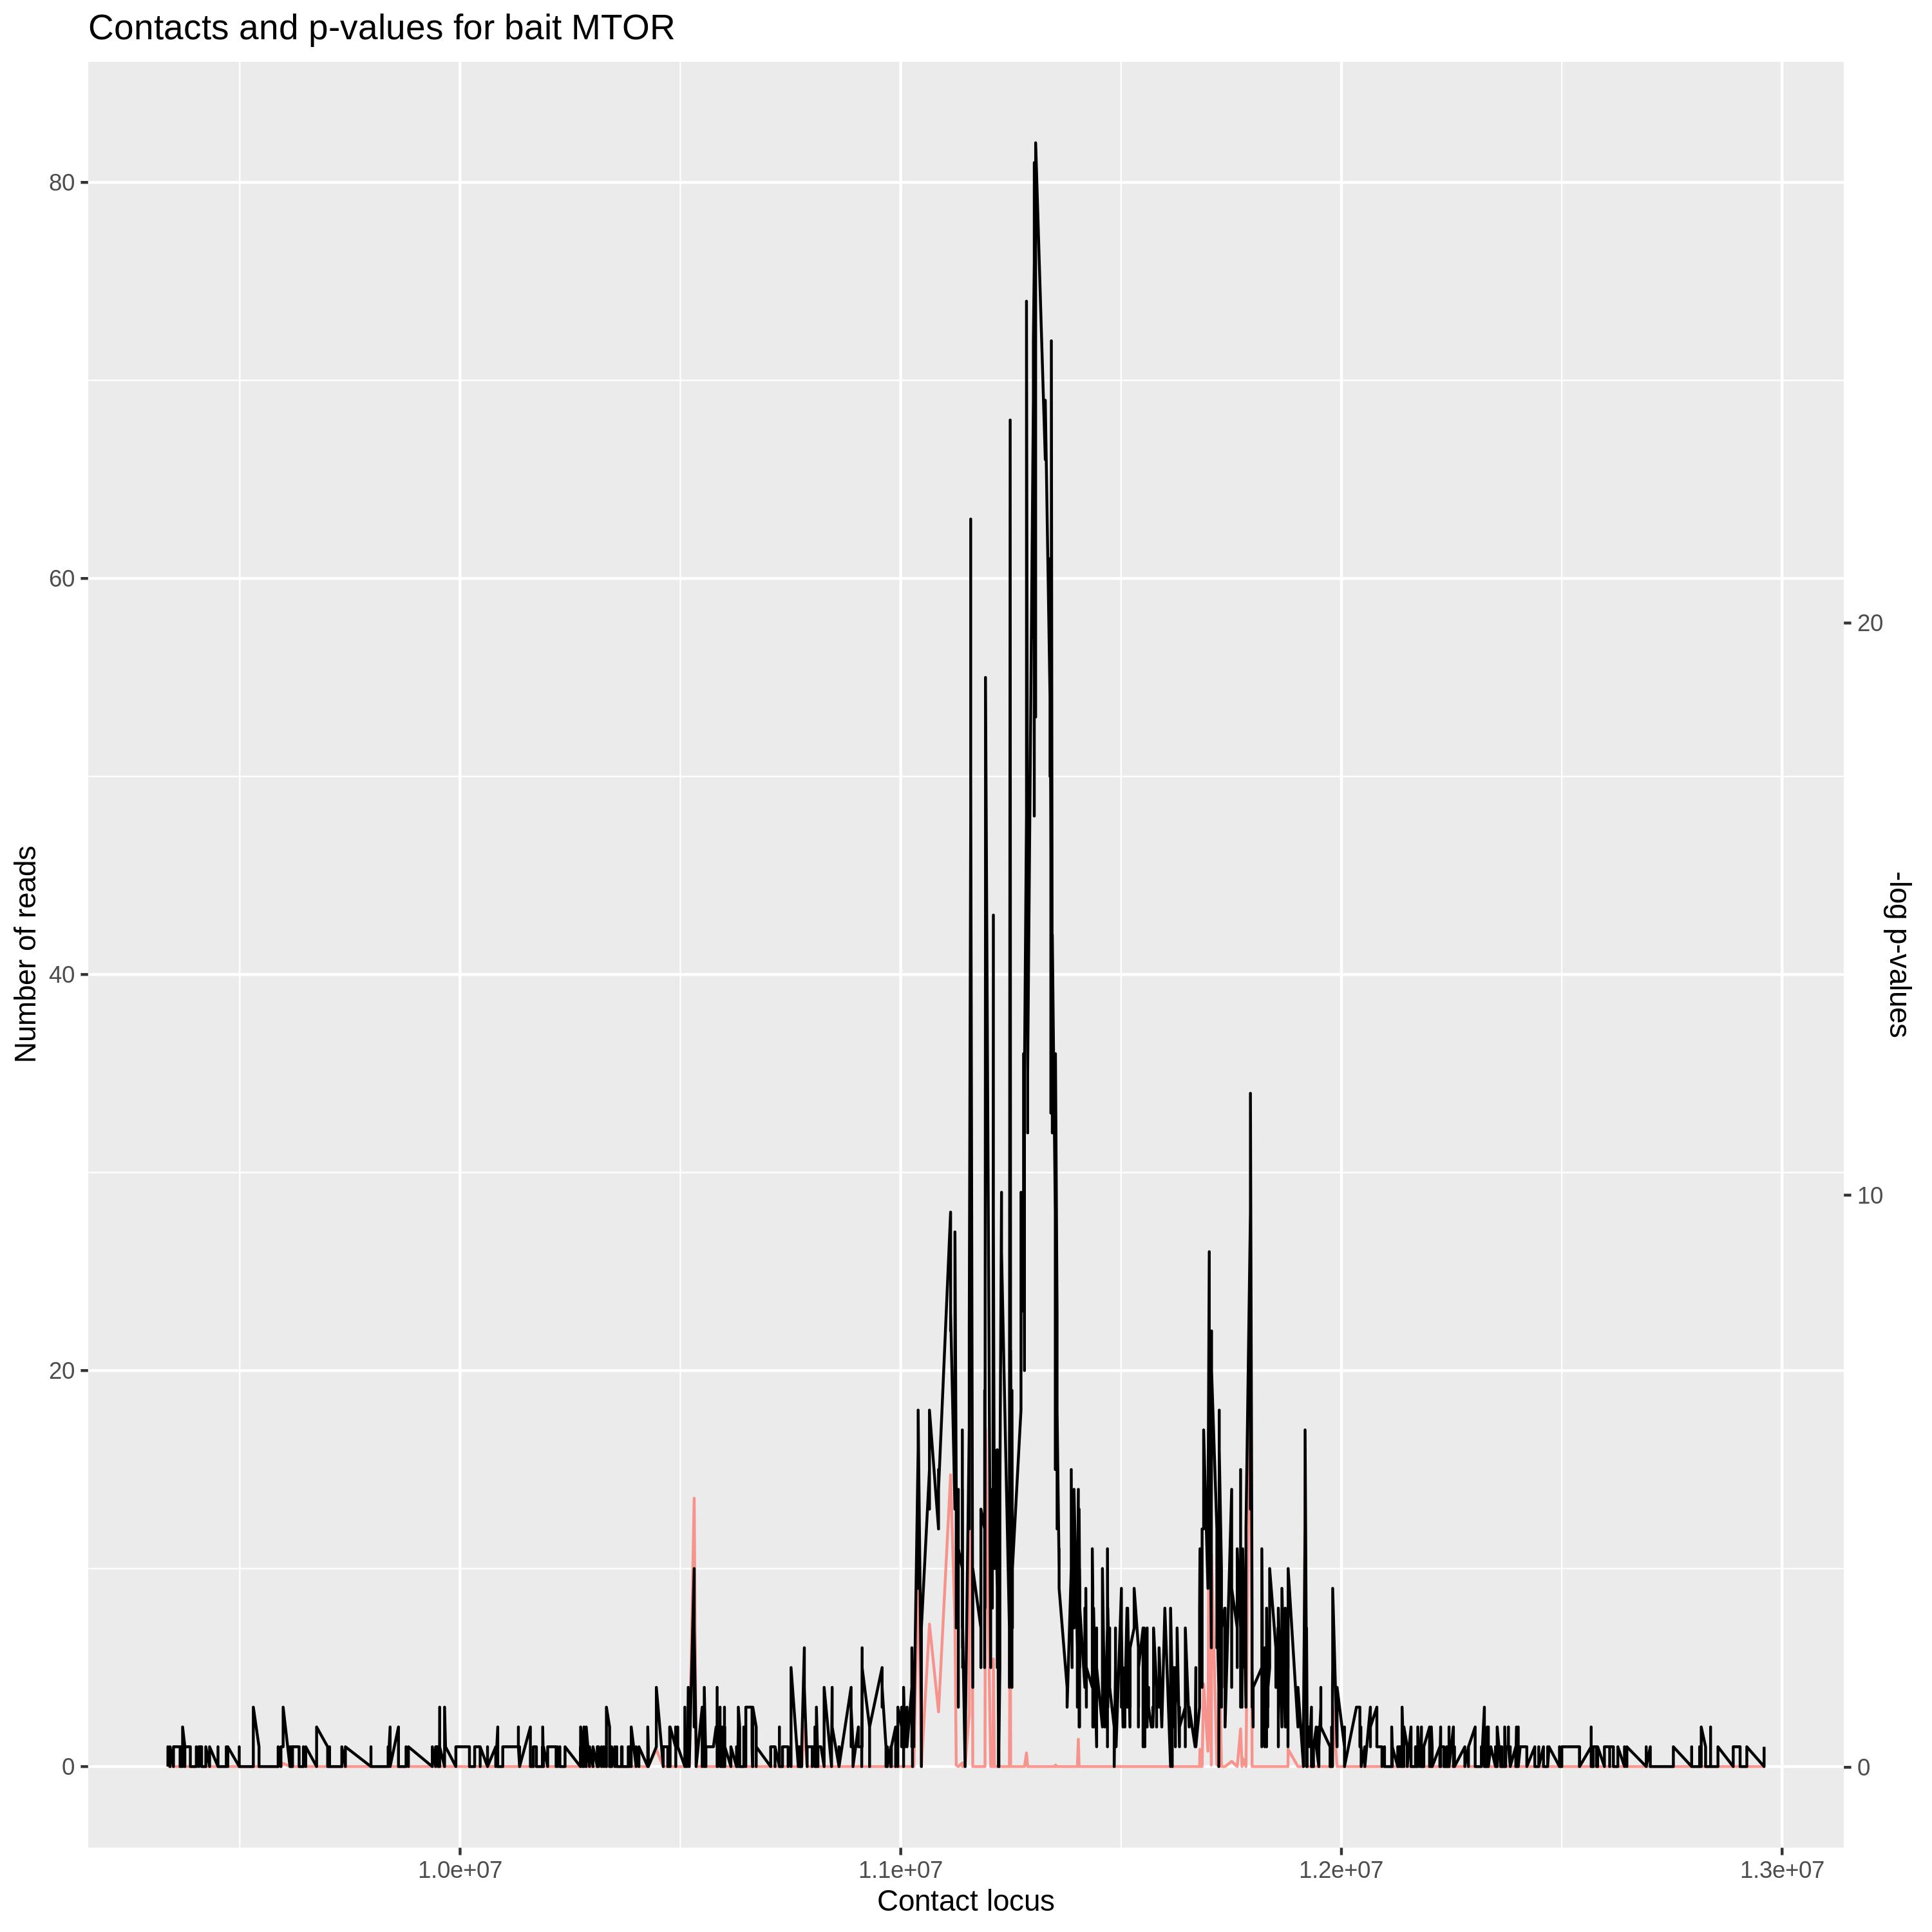 Contacts and p-values for bait MTOR
80
60
40
20
0
Number of reads
20
10
0
-log p-values
1.0e+07
1.1e+07
1.2e+07
1.3e+07
Contact locus